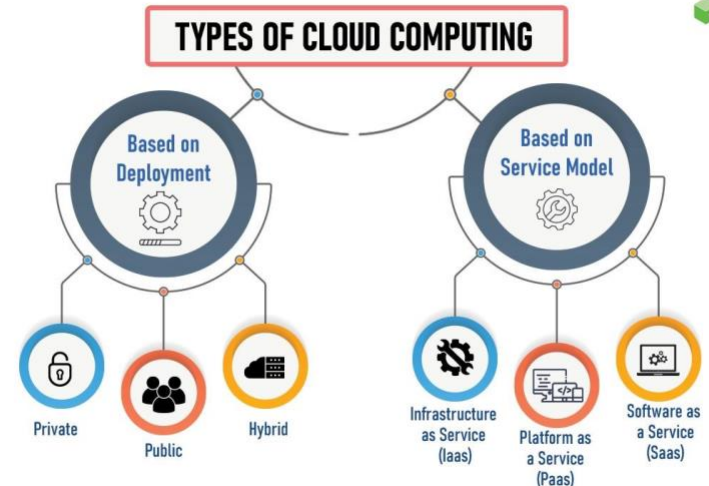 TYPES OF CLOUD COMPUTING
Based on
Deployment
Private
Public
Hybrid
Based on
Service Model
Infrastructure
as Service
(Iaas)
Platform as
a Service
(Paas)
Software as
a Service
(Saas)